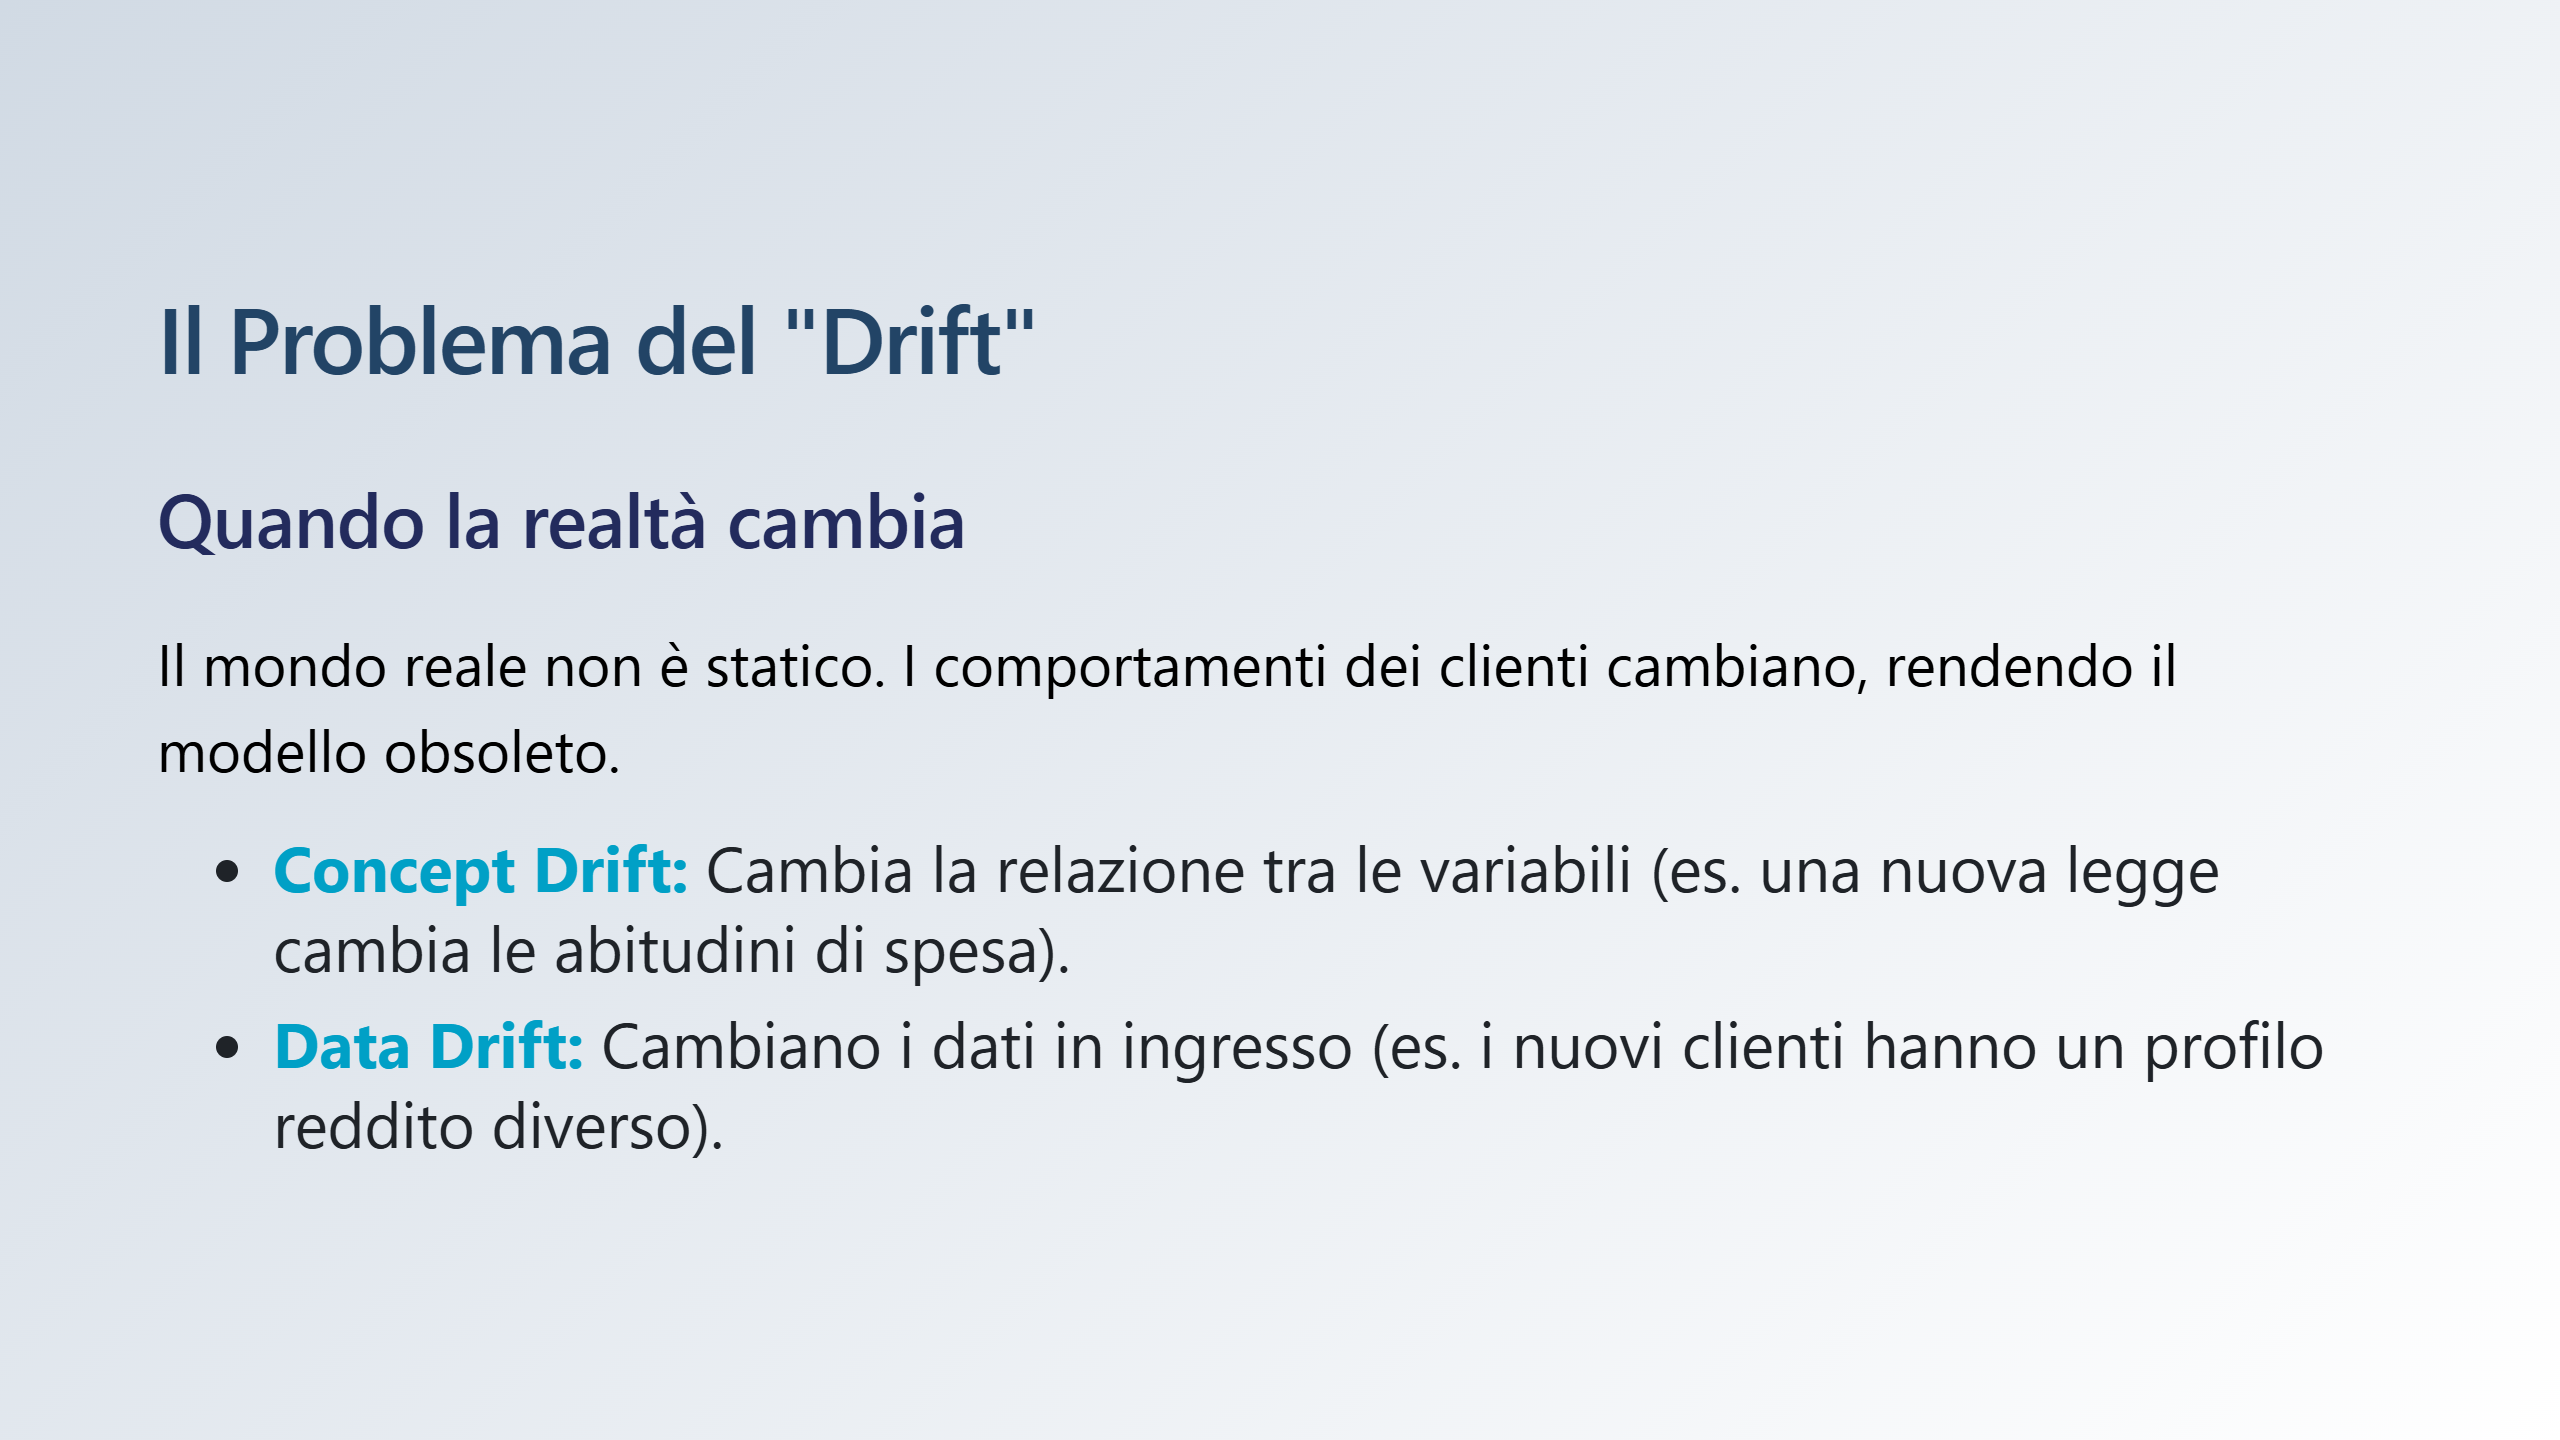 Il Problema del "Drift"
Quando la realtà cambia
Il mondo reale non è statico. I comportamenti dei clienti cambiano, rendendo il
modello obsoleto.
• Concept Drift: Cambia la relazione tra le variabili (es. una nuova legge
cambia le abitudini di spesa).
• Data Drift: Cambiano i dati in ingresso (es. i nuovi clienti hanno un profilo
reddito diverso).